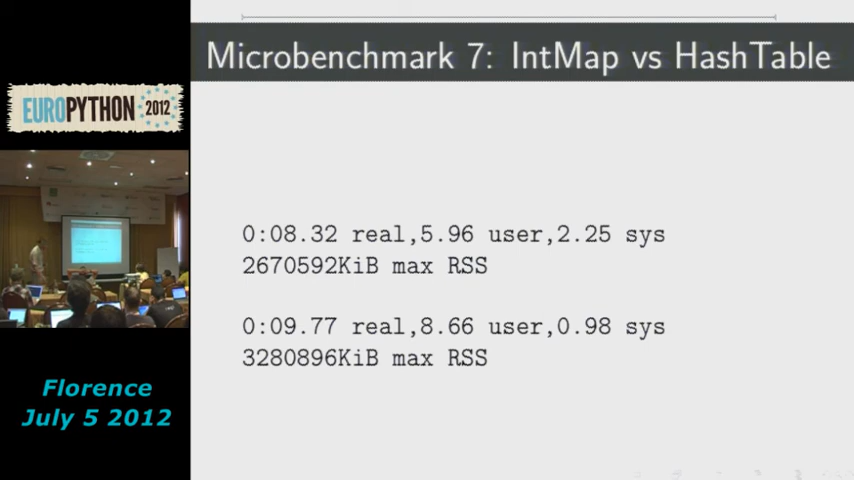 Microbenchmark 7: IntMap vs HashTable
EUROPYTHON 2012
0:08.32 real,5.96 user,2.25 sys
2670592KiB max RSS
0:09.77 real,8.66 user,0.98 sys
3280896KiB max RSS
Florence
July 5 2012